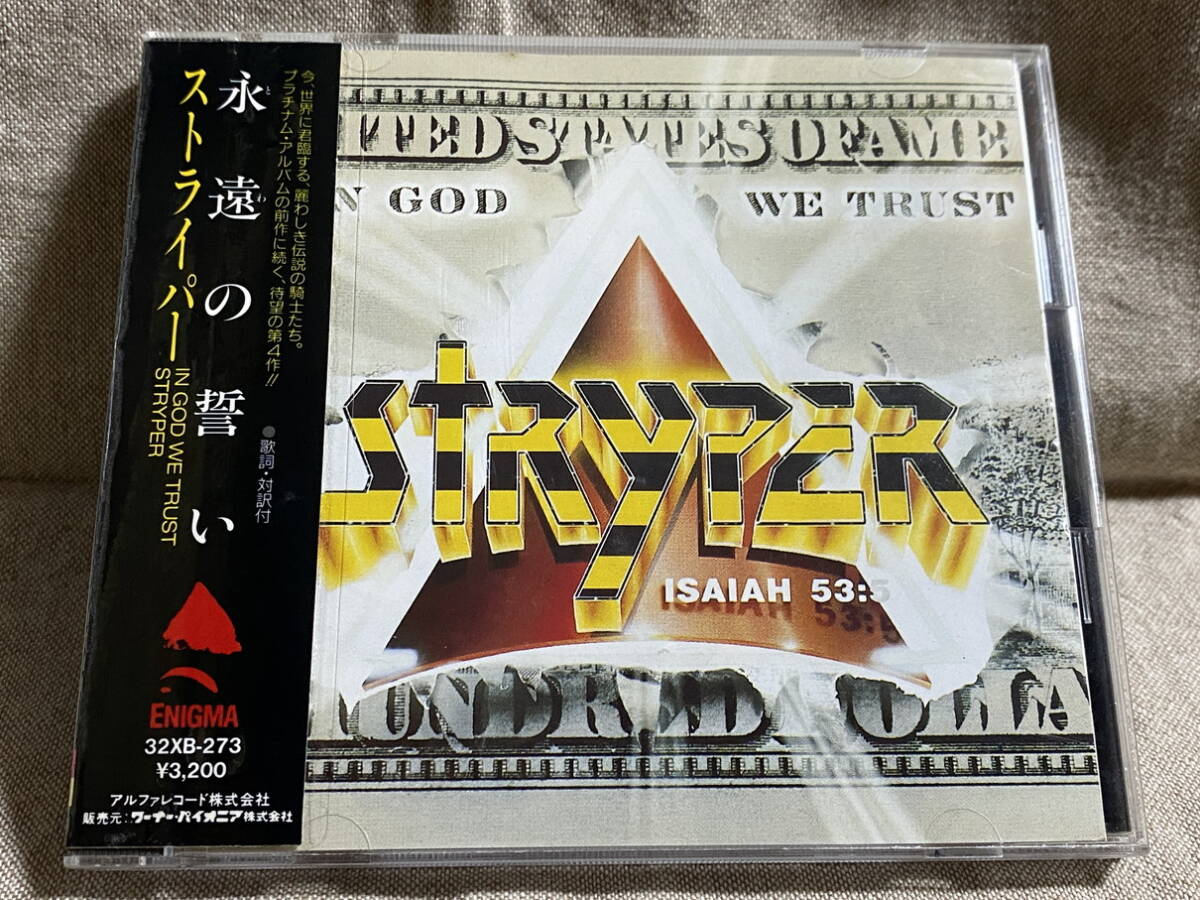 今、世界に君臨する、麗わしき伝説の騎士たち。
プラチナム・アルバムの前作に続く、待望の第4作!!
●歌詞・対訳付
永遠の誓い
とわ
ストライパー
IN GOD WE TRUST
STRYPER
ENIGMA
32XB-273
¥3,200
アルファレコード株式会社
販売元:ワーナー・パイオニア株式会社
ITED STATES OF AME
N GOD WE TRUST
STRYPER
ISAIAH 53:5
UNDR D OLLA